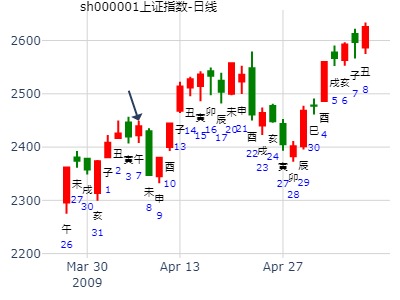 sh000001上证指数-日线
2600
2500
2400
2300
2200
午
26
未
27
戌
30
亥
31
子
1
丑
2
寅
3
午
7
未
8
申
9
酉
10
子
13
丑
14
寅
15
卯
16
辰
17
未
20
申
21
酉
22
戌
23
亥
24
寅
27
卯
28
辰
29
巳
30
酉
4
戌
5
亥
6
子
7
丑
8
Mar 30 Apr 13 Apr 27
2009